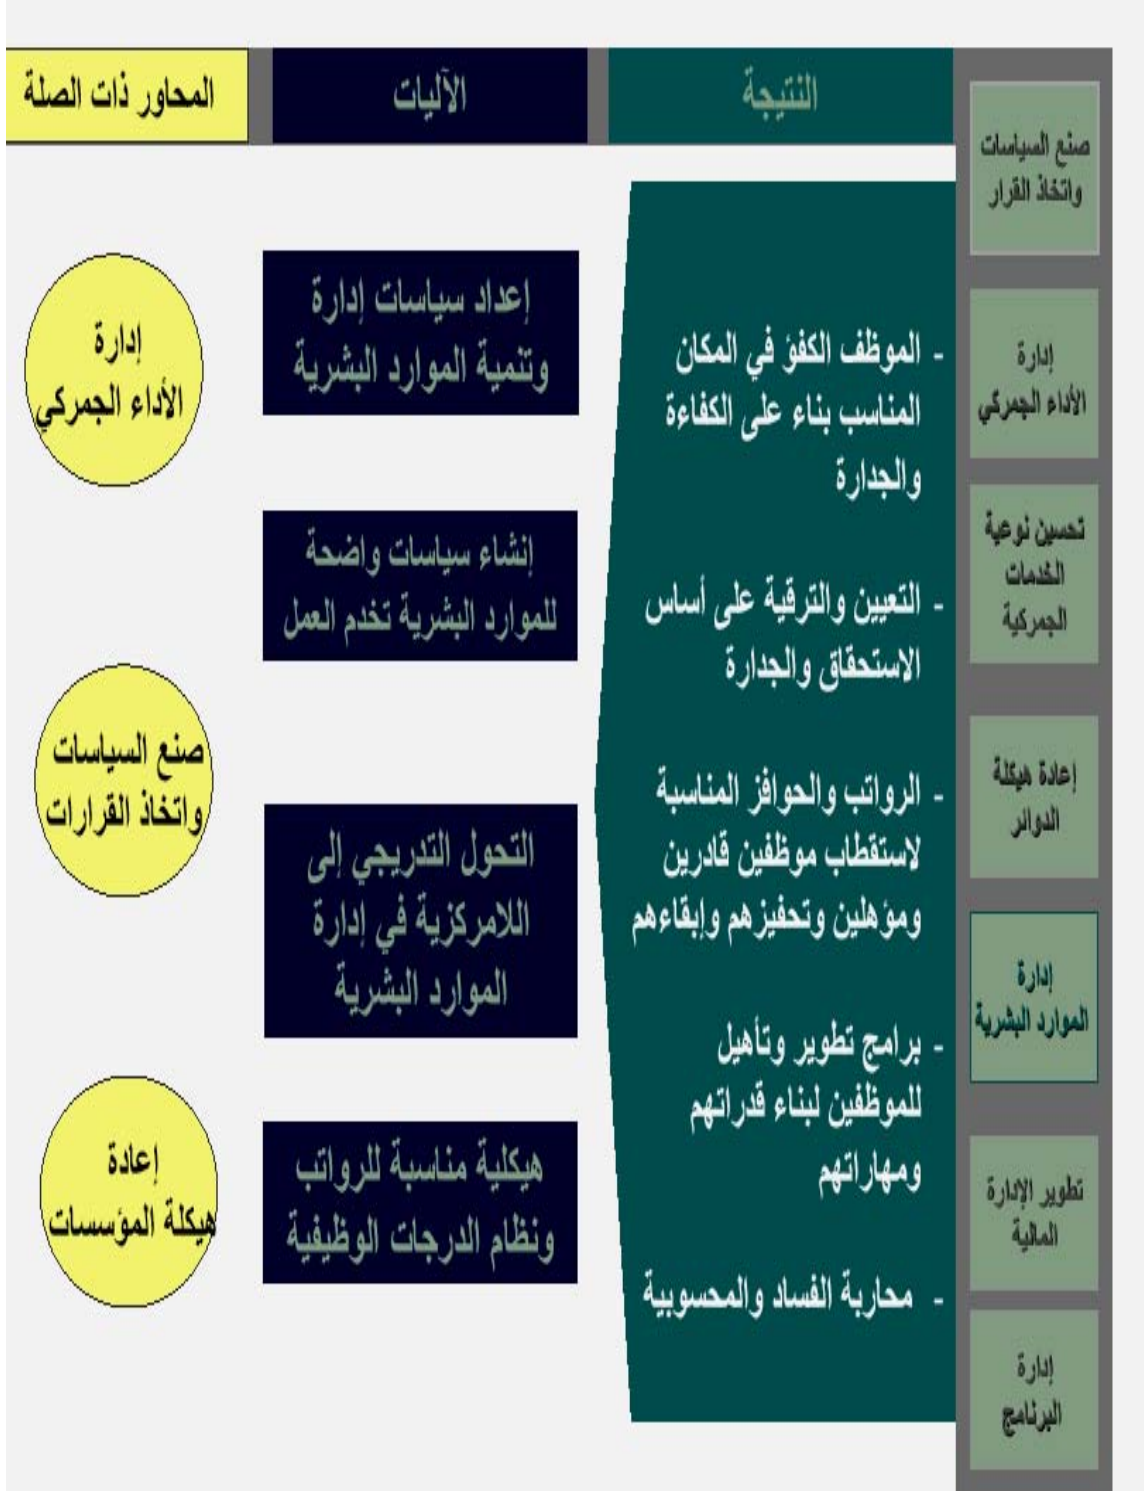 النتيجة
الآليات
المحاور ذات الصلة
صنع السياسات
واتخاذ القرار
إدارة
الأداء الجمركي
تحسين نوعية
الخدمات
الجمركية
إعادة هيكلة
الدوائر
إدارة
الموارد البشرية
تطوير الإدارة
المالية
إدارة
البرنامج
- الموظف الكفؤ في المكان
المناسب بناء على الكفاءة
والجدارة
- التعيين والترقية على أساس
الاستحقاق والجدارة
- الرواتب والحوافز المناسبة
لاستقطاب موظفين قادرين
ومؤهلين وتحفيزهم وإبقاءهم
- برامج تطوير وتأهيل
للموظفين لبناء قدراتهم
ومهاراتهم
- محاربة الفساد والمحسوبية
إعداد سياسات إدارة
وتنمية الموارد البشرية
إنشاء سياسات واضحة
للموارد البشرية تخدم العمل
التحول التدريجي إلى
اللامركزية في إدارة
الموارد البشرية
هيكلية مناسبة للرواتب
ونظام الدرجات الوظيفية
إدارة
الأداء الجمركي
صنع السياسات
واتخاذ القرارات
إعادة
هيكلة المؤسسات